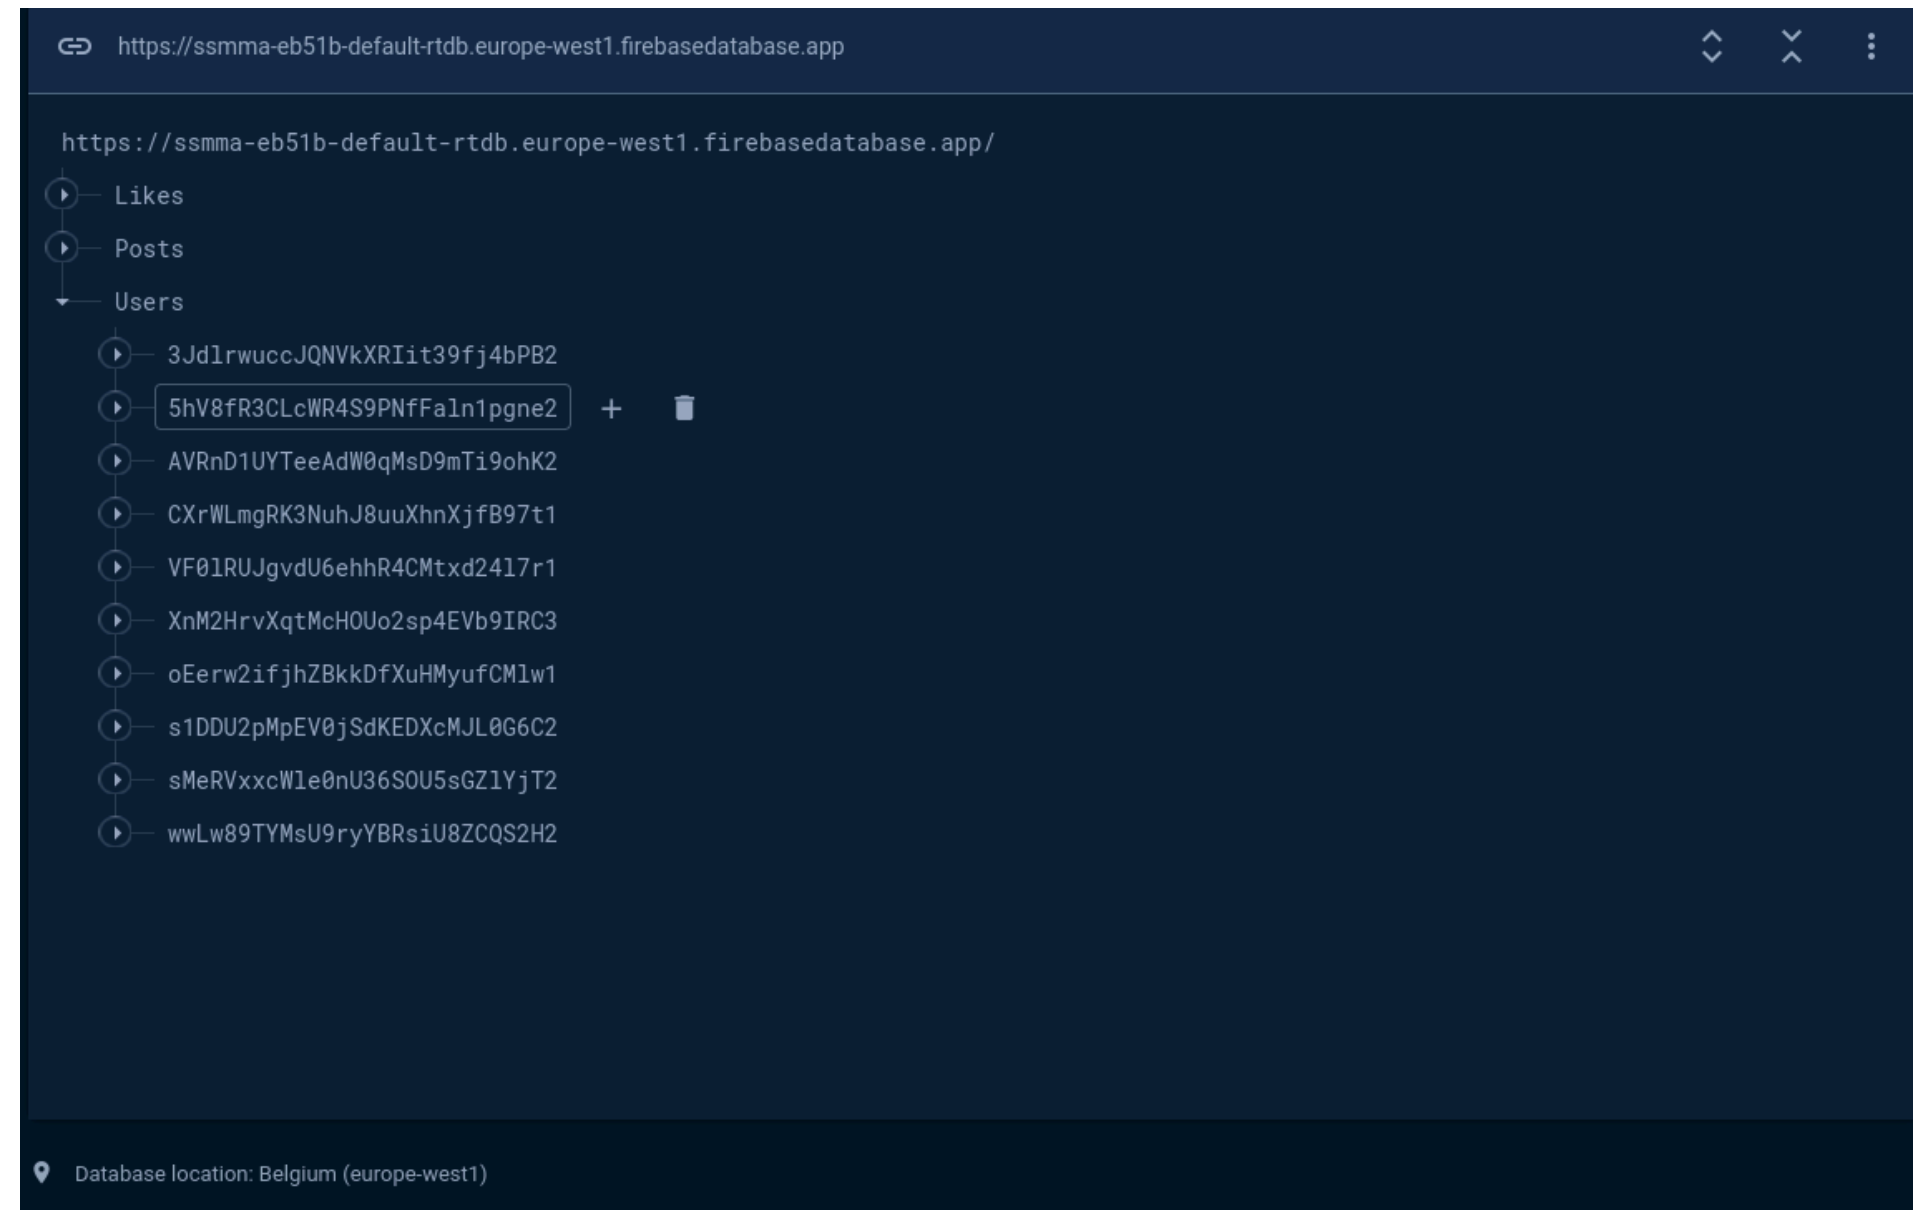 https://ssmma-eb51b-default-rtdb.europe-west1.firebasedatabase.app
https://ssmma-eb51b-default-rtdb.europe-west1.firebasedatabase.app/
Likes
Posts
Users
3JdlrwuccJQNVkXRIit39fj4bPB2
5hV8fR3CLcWR4S9PNfFaln1pgne2
AVRnD1UYTeeAdW0qMsD9mTi9ohK2
CXrWLmgRK3NuhJ8uuXhnXjfB97t1
VF0lRUJgvdU6ehhR4CMtxd24l7r1
XnM2HrvXqtMcHOUo2sp4EVb9IRC3
oEerw2ifjhZBkkDfXuHMyufCMlw1
s1DDU2pMpEV0jSdKEDXcMJL0G6C2
sMeRVxxcWle0nU36SOU5sGZlYjT2
wwLw89TYMsU9ryYBRsiU8ZCQS2H2
Database location: Belgium (europe-west1)